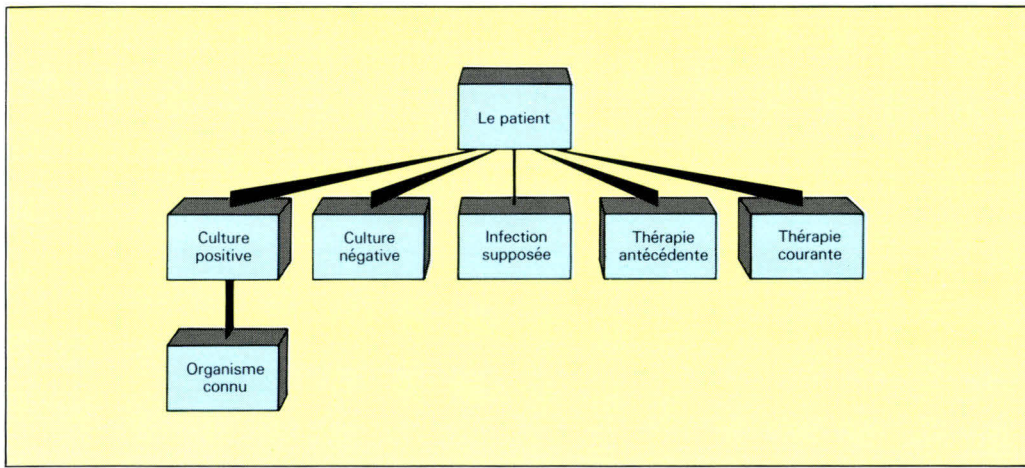 Le patient
Culture
positive
Culture
négative
Infection
supposée
Thérapie
antécédente
Thérapie
courante
Organisme
connu